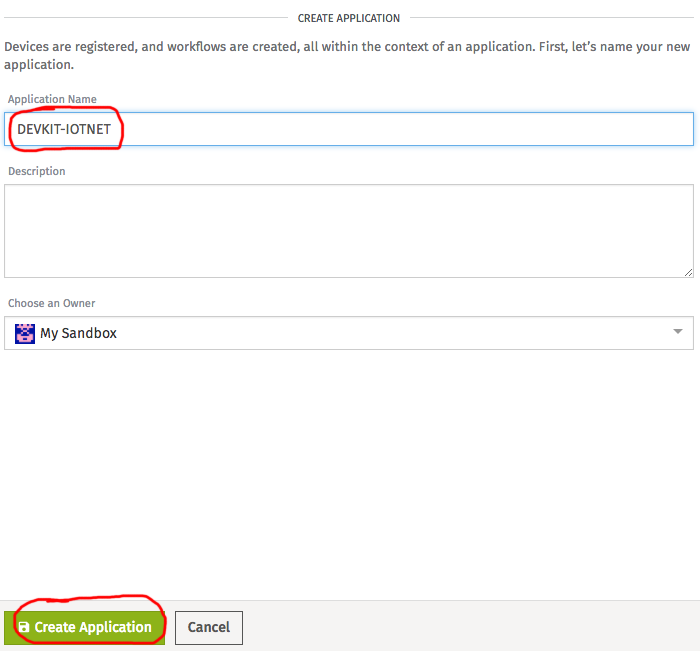 CREATE APPLICATION
Devices are registered, and workflows are created, all within the context of an application. First, let’s name your new
application.
Application Name
DEVKIT-IOTNET
Description
Choose an Owner
My Sandbox
Create Application
Cancel